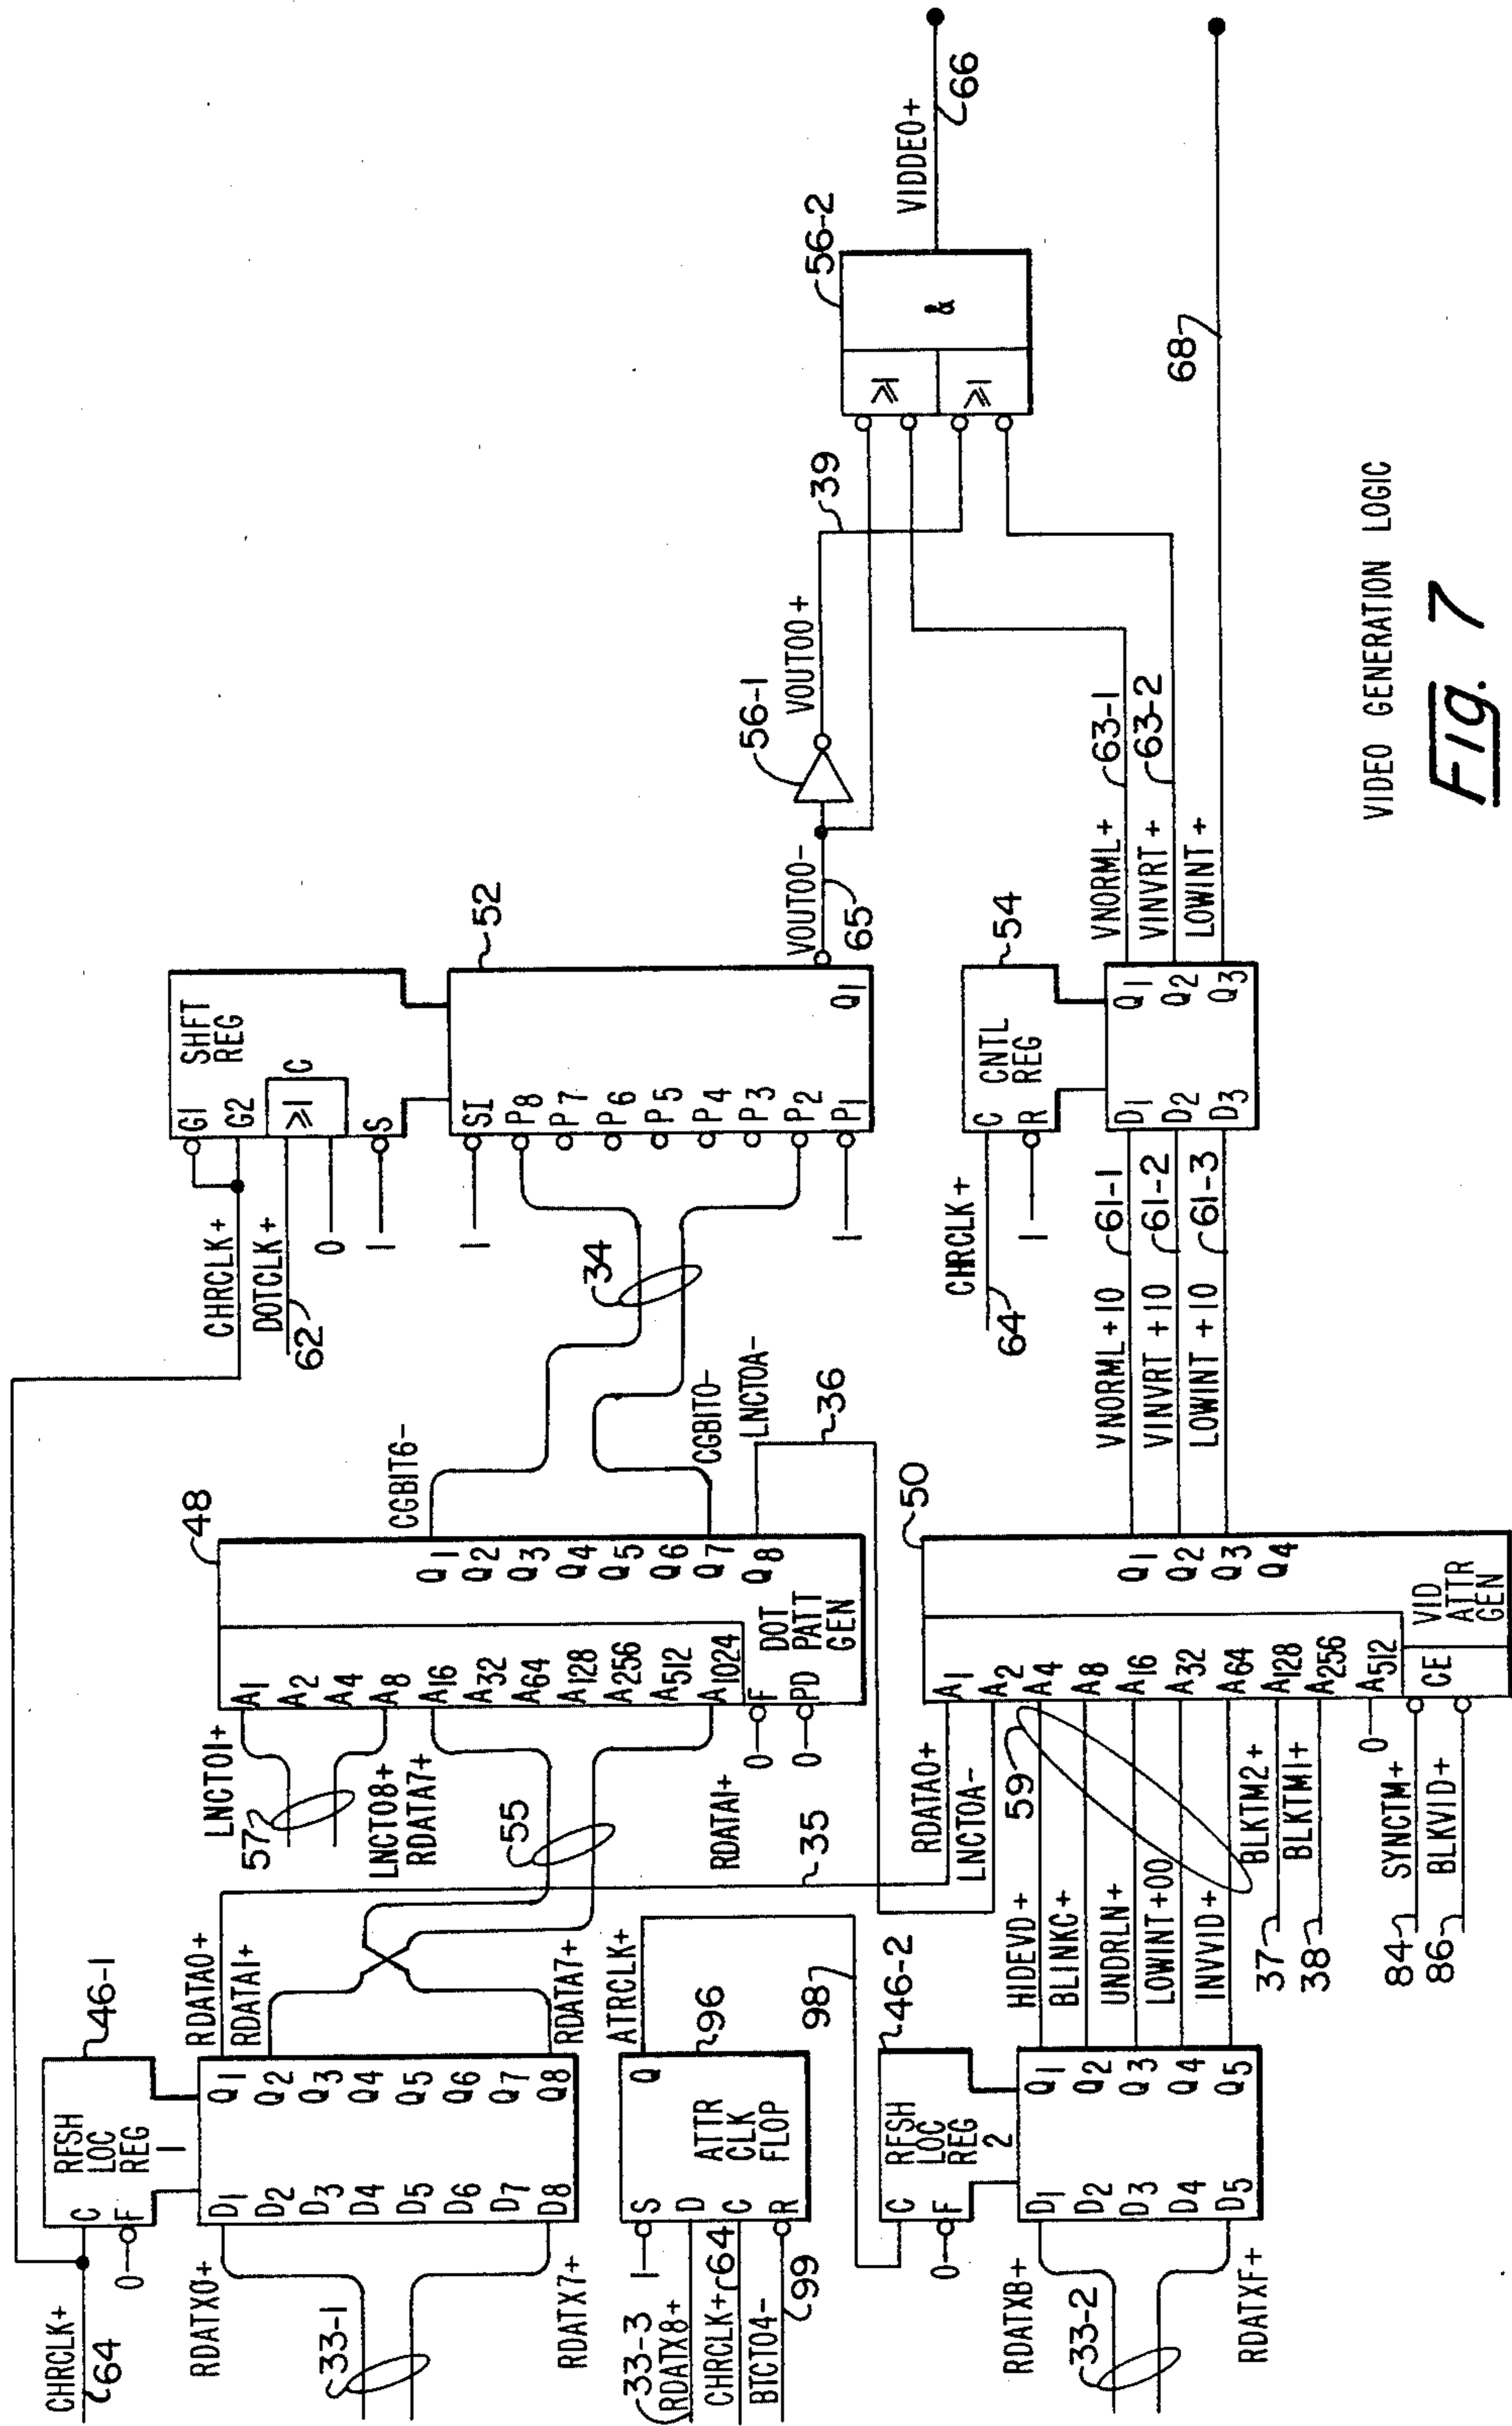 CHRCLK+
64
0
C
F
RFSH
LOC
REG
1
46-1
RDATX0+
33-1
RDATX7+
D1
D2
D3
D4
D5
D6
D7
D8
Q1
Q2
Q3
Q4
Q5
Q6
Q7
Q8
RDATA0+
RDATA1+
RDATA7+
LNCT01+
57
LNCT08+
RDATA7+
55
RDATA1+
35
0
0
A1
A2
A4
A8
A16
A32
A64
A128
A256
A512
A1024
F
PD
DOT
PATT
GEN
48
Q1
Q2
Q3
Q4
Q5
Q6
Q7
Q8
CGBIT6-
CGBIT0-
LNCT0A-
36
34
CHRCLK+
DOTCLK+
62
0
1
1
1
G1
G2
≥1
C
S
SHFT
REG
52
SI
P8
P7
P6
P5
P4
P3
P2
P1
Q1
VOUT00-
65
56-1
VOUT00+
39
56-2
≥1
≥1
&
VIDDEO+
66
33-3
RDATX8+
CHRCLK+
64
BTCT04-
99
1
S
D
C
R
ATTR
CLK
FLOP
Q
ATRCLK+
96
98
46-2
0
C
F
RFSH
LOC
REG
2
RDATXB+
33-2
RDATXF+
D1
D2
D3
D4
D5
Q1
Q2
Q3
Q4
Q5
HIDEVD+
BLINKC+
UNDRLN+
LOWINT+00
INVVID+
59
RDATA0+
LNCT0A-
BLKTM2+
37
BLKTM1+
38
0
SYNCTM+
84
BLKVID+
86
A1
A2
A4
A8
A16
A32
A64
A128
A256
A512
CE
VID
ATTR
GEN
50
Q1
Q2
Q3
Q4
VNORML+10
61-1
VINVRT +10
61-2
LOWINT +10
61-3
CHRCLK+
64
1
C
R
CNTL
REG
54
D1
D2
D3
Q1
Q2
Q3
VNORML+
63-1
VINVRT +
63-2
LOWINT +
68
VIDEO GENERATION LOGIC
Fig. 7